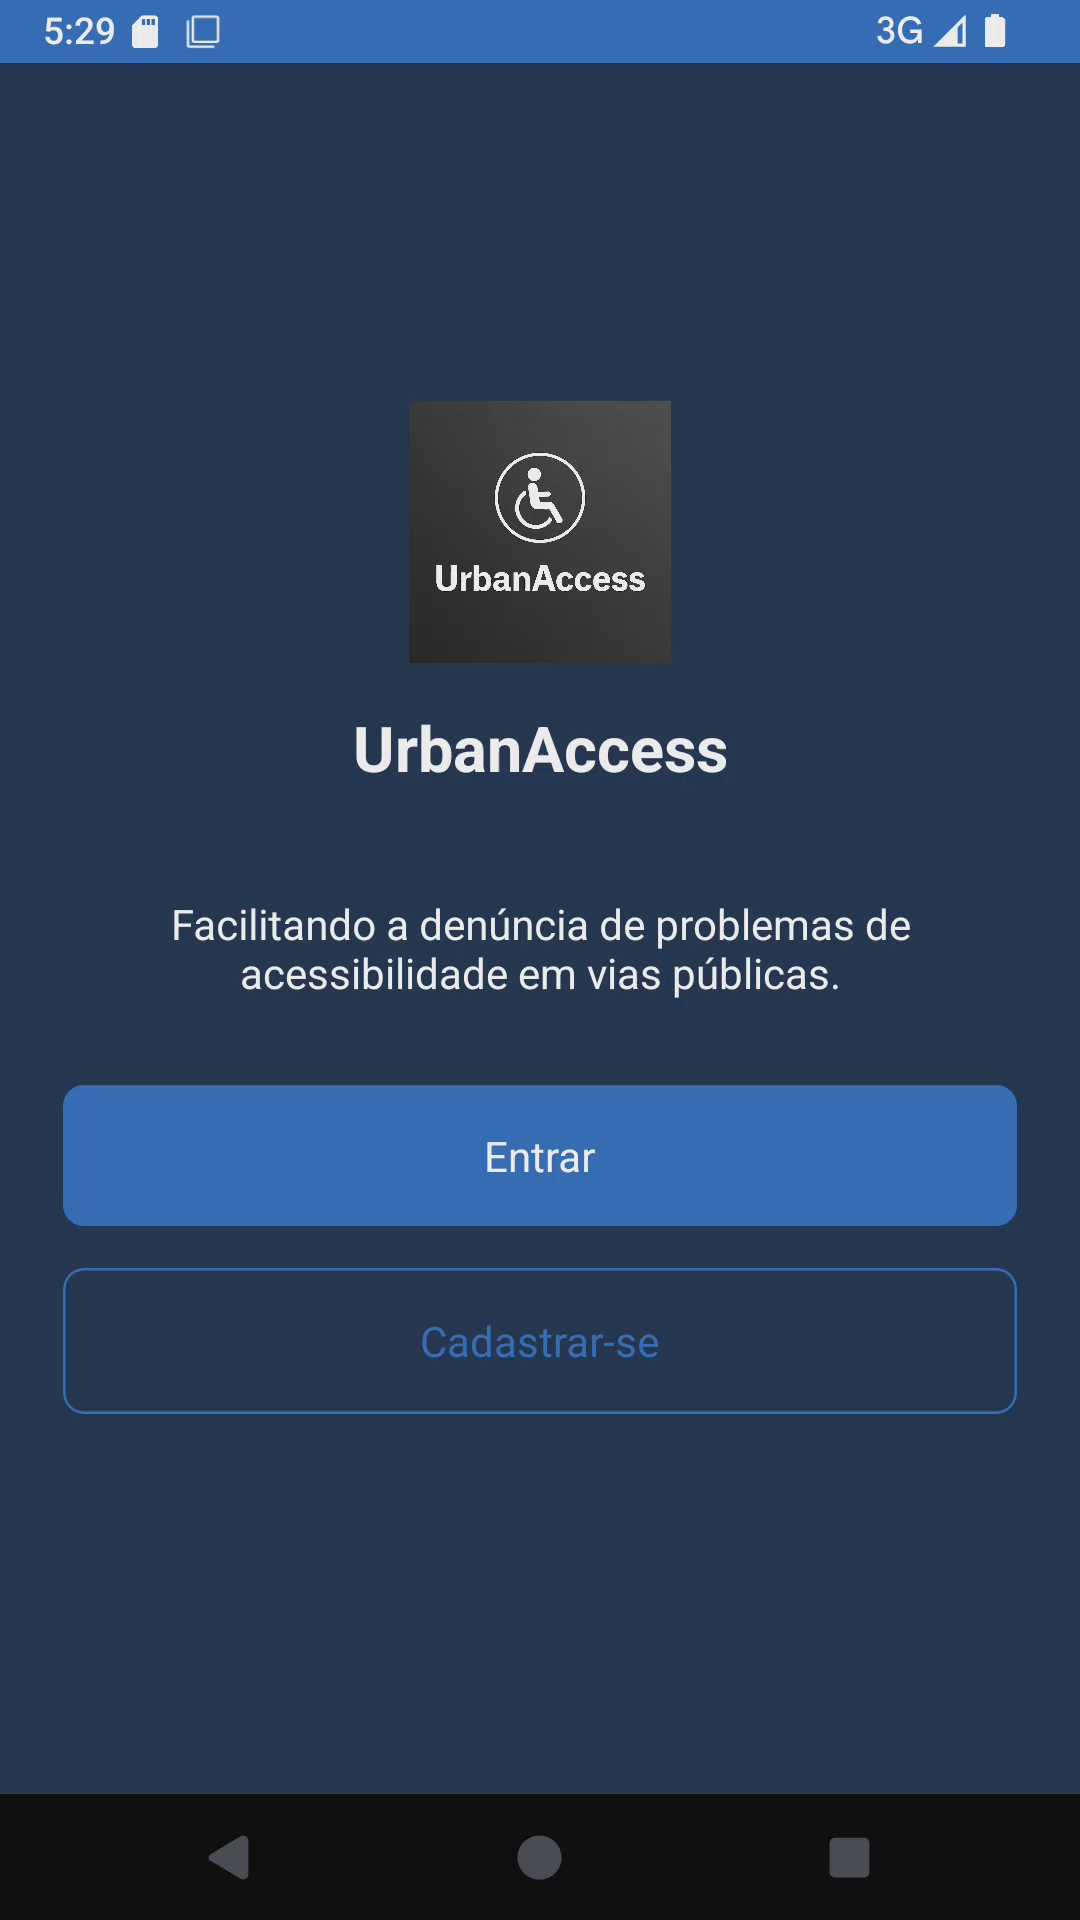 5:29
3G
UrbanAccess
UrbanAccess
Facilitando a denúncia de problemas de
acessibilidade em vias públicas.
Entrar
Cadastrar-se